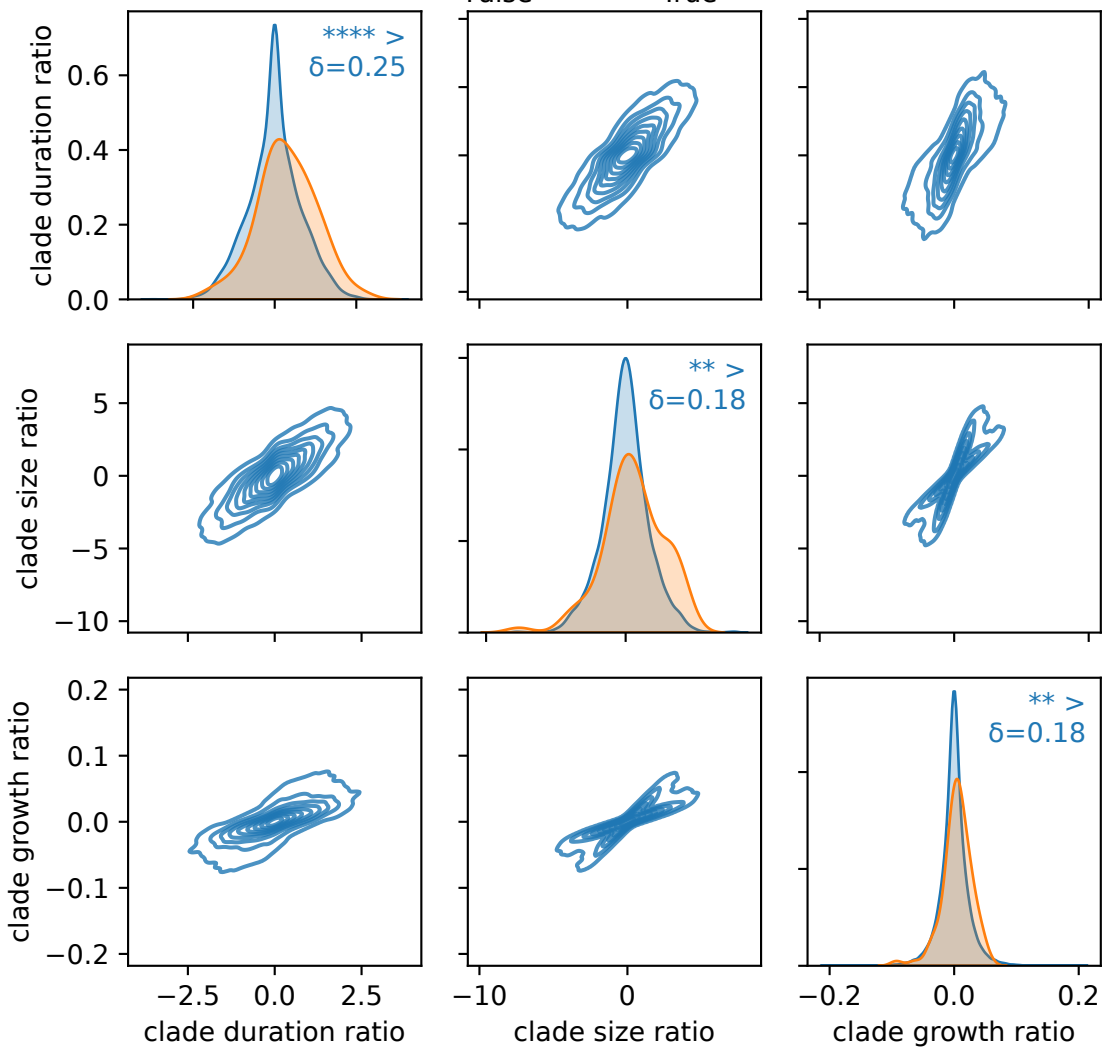 False True
clade duration ratio
0.6
0.4
0.2
0.0
**** >
δ=0.25
clade size ratio
5
0
−5
−10
** >
δ=0.18
clade growth ratio
0.2
0.1
0.0
−0.1
−0.2
** >
δ=0.18
−2.5 0.0 2.5
−10 0
−0.2 0.0 0.2
clade duration ratio
clade size ratio
clade growth ratio